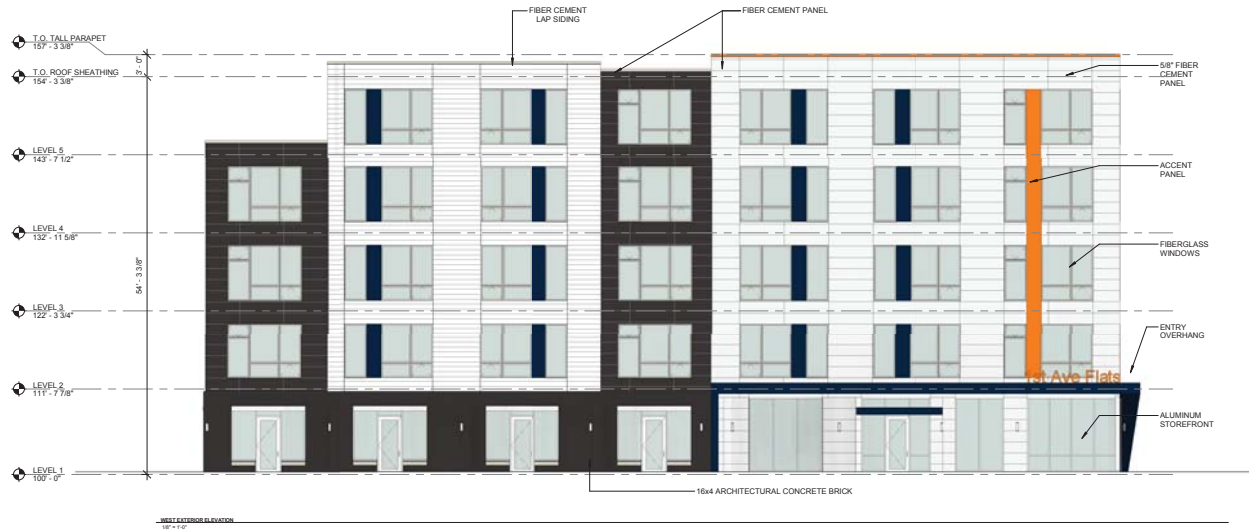 FIBER CEMENT
LAP SIDING
FIBER CEMENT PANEL
T.O. TALL PARAPET
157' - 3 3/8"
3' - 0"
T.O. ROOF SHEATHING
154' - 3 3/8"
5/8" FIBER
CEMENT
PANEL
LEVEL 5
143' - 7 1/2"
ACCENT
PANEL
LEVEL 4
132' - 11 5/8"
FIBERGLASS
WINDOWS
54' - 3 3/8"
LEVEL 3
122' - 3 3/4"
ENTRY
OVERHANG
1st Ave Flats
LEVEL 2
111' - 7 7/8"
ALUMINUM
STOREFRONT
LEVEL 1
100' - 0"
16x4 ARCHITECTURAL CONCRETE BRICK
WEST EXTERIOR ELEVATION
1/8" = 1'-0"